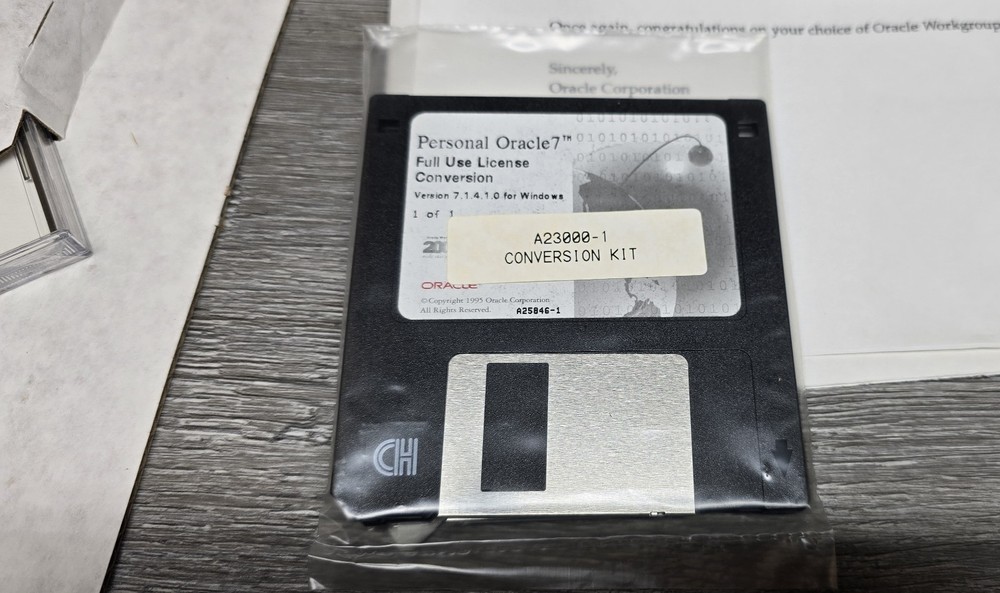 Once again, congratulations on your choice of Oracle Workgroup
Sincerely,
Oracle Corporation
Personal Oracle7™
Full Use License
Conversion
Version 7.1.4.1.0 for Windows
1 of 1
A23000-1
CONVERSION KIT
ORACLE
©Copyright 1995 Oracle Corporation
All Rights Reserved.
A25846-1